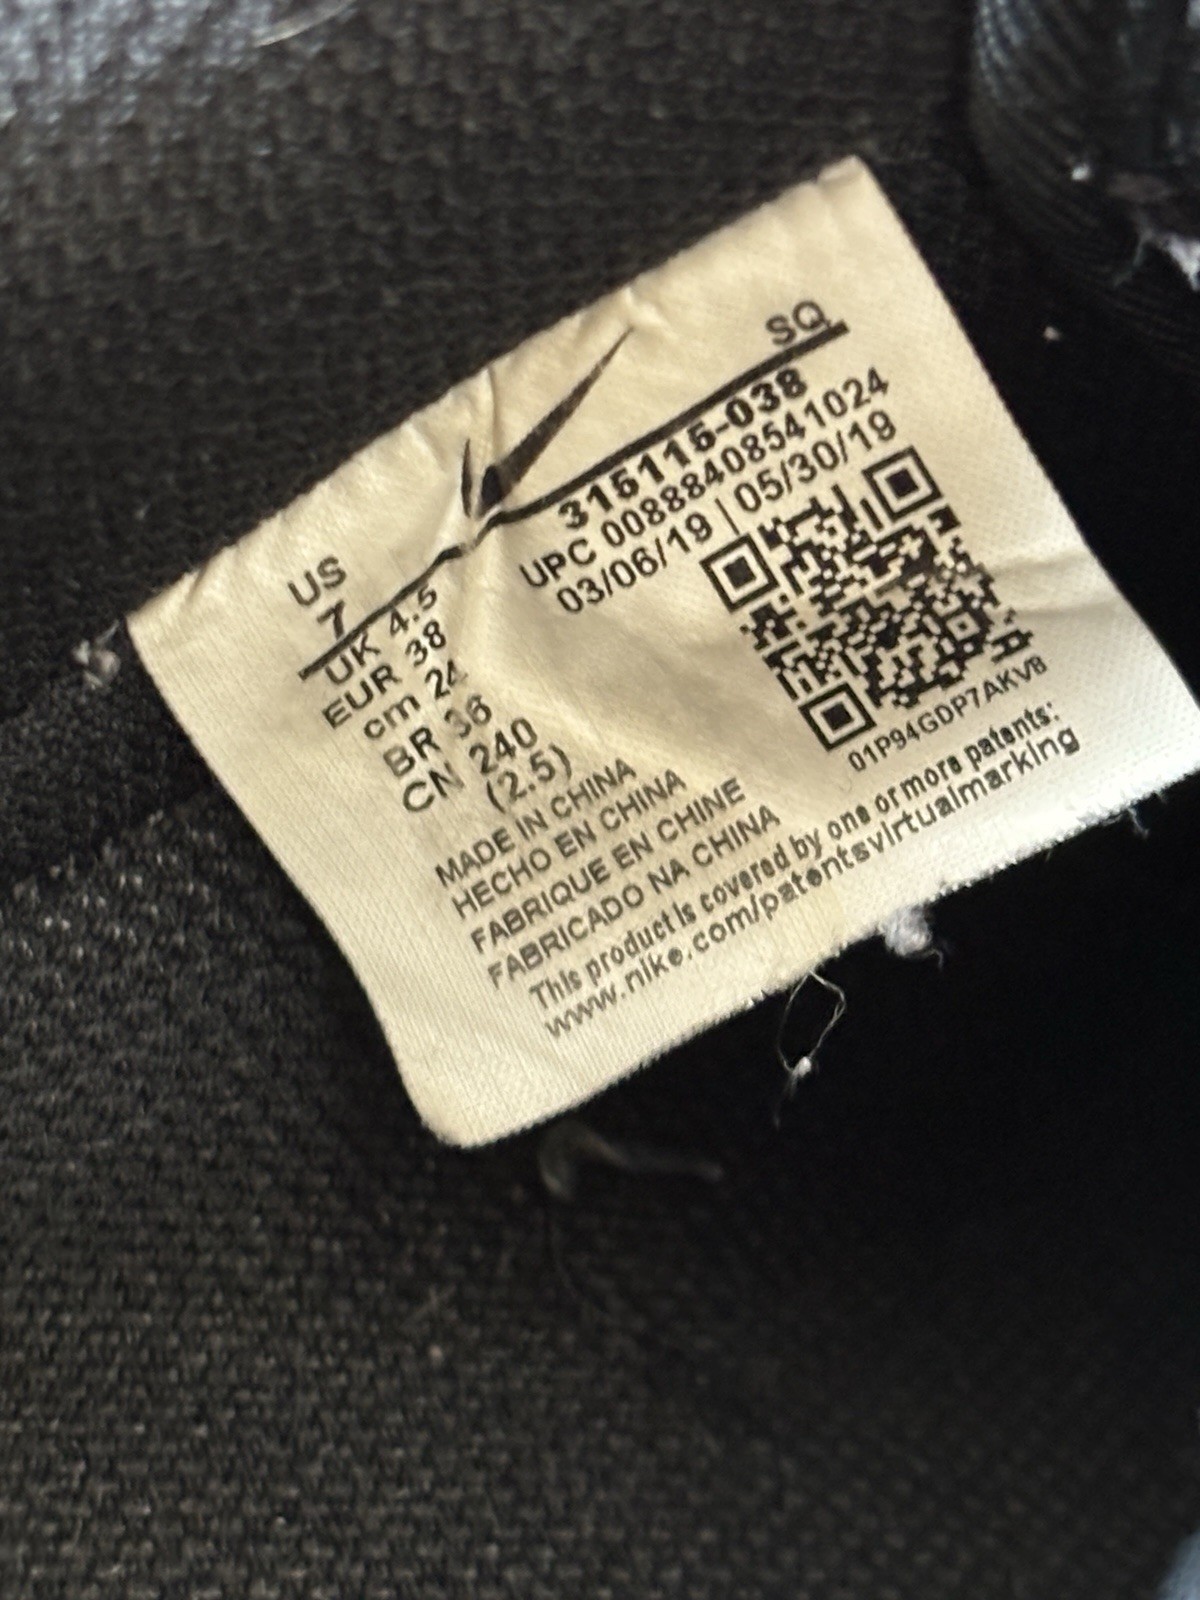 US
7
UK 4.5
EUR 38
cm 24
BR 36
CN 240
(2.5)
SQ
315115-038
UPC 00888408541024
03/06/19 | 05/30/19
01P94GDP7AKVB
MADE IN CHINA
HECHO EN CHINA
FABRIQUE EN CHINE
FABRICADO NA CHINA
This product is covered by one or more patents:
www.nike.com/patentsvirtualmarking